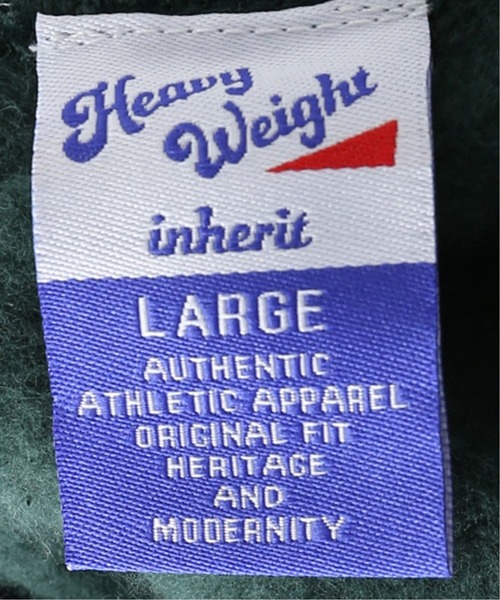 Heavy
Weight
inherit
LARGE
AUTHENTIC
ATHLETIC APPAREL
ORIGINAL FIT
HERITAGE
AND
MODERNITY